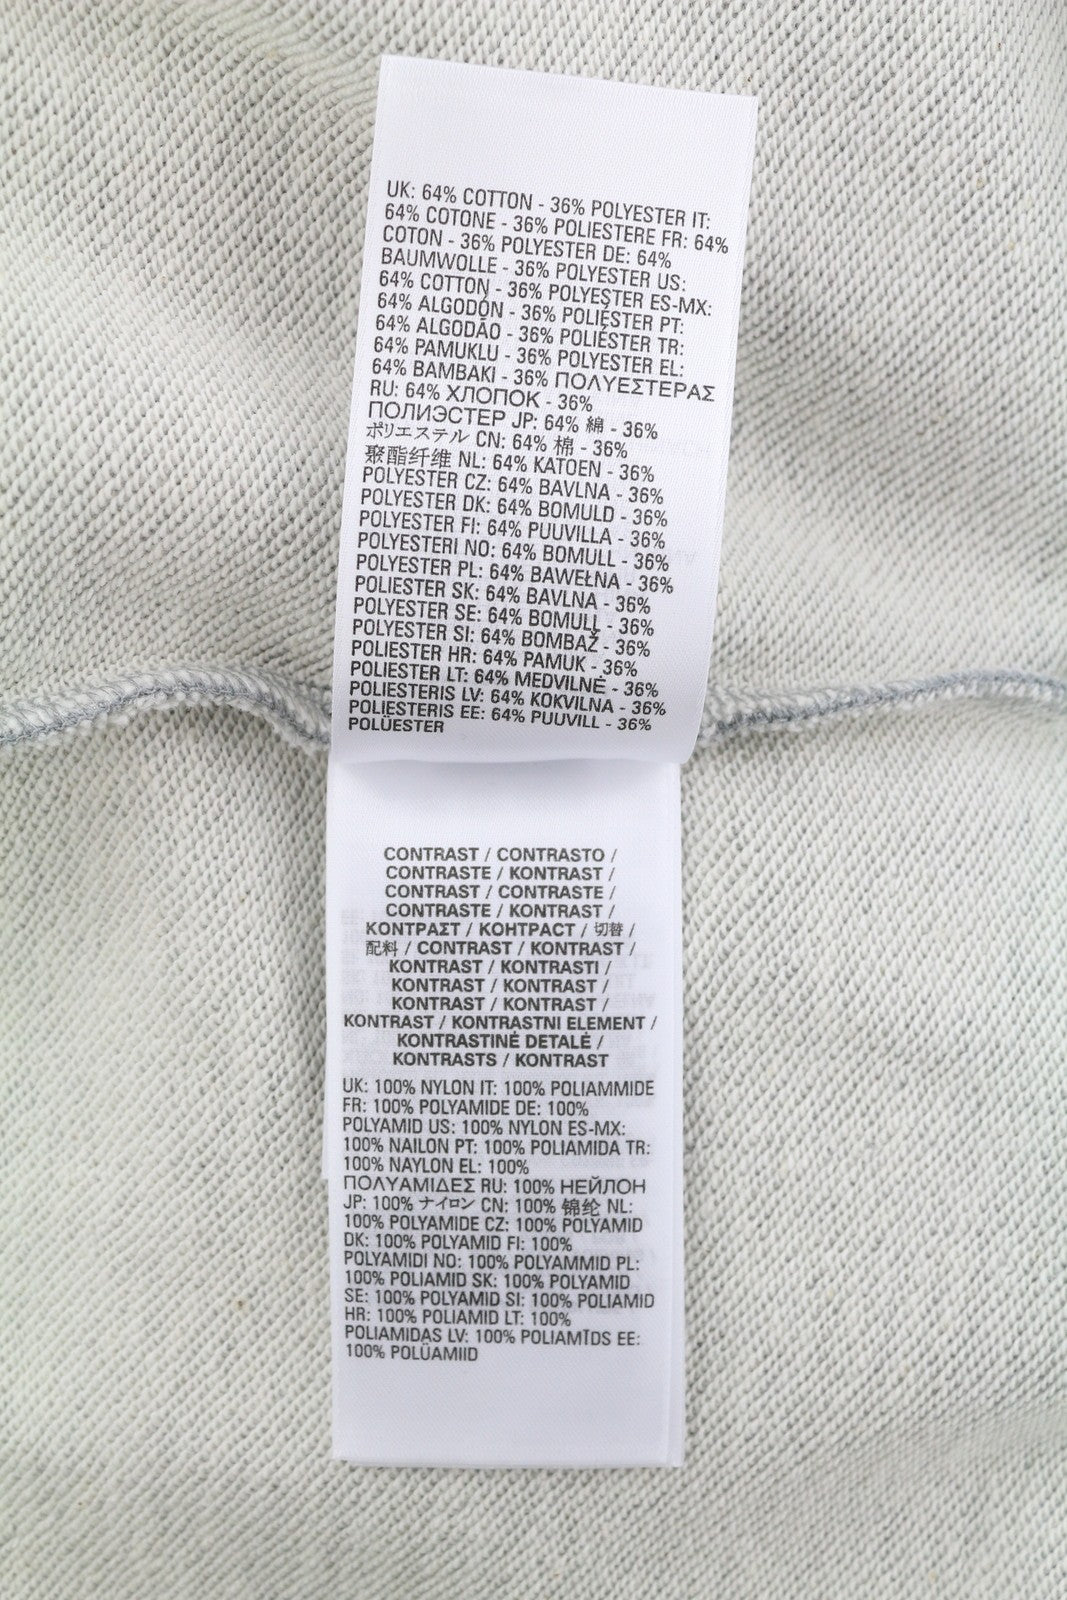 UK: 64% COTTON - 36% POLYESTER IT:
64% COTONE - 36% POLIESTERE FR: 64%
COTON - 36% POLYESTER DE: 64%
BAUMWOLLE - 36% POLYESTER US:
64% COTTON - 36% POLYESTER ES-MX:
64% ALGODÓN - 36% POLIÉSTER PT:
64% ALGODÃO - 36% POLIÉSTER TR:
64% PAMUKLU - 36% POLYESTER EL:
64% ΒΑΜΒΑΚΙ - 36% ΠΟΛΥΕΣΤΕΡΑΣ
RU: 64% ХЛОПОК - 36%
ПОЛИЭСТЕР JP: 64% 綿 - 36%
ポリエステル CN: 64% 棉 - 36%
聚酯纤维 NL: 64% KATOEN - 36%
POLYESTER CZ: 64% BAVLNA - 36%
POLYESTER DK: 64% BOMULD - 36%
POLYESTER FI: 64% PUUVILLA - 36%
POLYESTERI NO: 64% BOMULL - 36%
POLYESTER PL: 64% BAWEŁNA - 36%
POLIESTER SK: 64% BAVLNA - 36%
POLYESTER SE: 64% BOMULL - 36%
POLYESTER SI: 64% BOMBAŽ - 36%
POLIESTER HR: 64% PAMUK - 36%
POLIESTER LT: 64% MEDVILNĖ - 36%
POLIESTERIS LV: 64% KOKVILNA - 36%
POLIESTERIS EE: 64% PUUVILL - 36%
POLÜESTER
CONTRAST / CONTRASTO /
CONTRASTE / KONTRAST /
CONTRAST / CONTRASTE /
CONTRASTE / KONTRAST /
ΚΟΝΤΡΑΣΤ / КОНТРАСТ / 切替 /
配料 / CONTRAST / KONTRAST /
KONTRAST / KONTRASTI /
KONTRAST / KONTRAST /
KONTRAST / KONTRAST /
KONTRAST / KONTRASTNI ELEMENT /
KONTRASTINĖ DETALĖ /
KONTRASTS / KONTRAST
UK: 100% NYLON IT: 100% POLIAMMIDE
FR: 100% POLYAMIDE DE: 100%
POLYAMID US: 100% NYLON ES-MX:
100% NAILON PT: 100% POLIAMIDA TR:
100% NAYLON EL: 100%
ΠΟΛΥΑΜΙΔΕΣ RU: 100% НЕЙЛОН
JP: 100% ナイロン CN: 100% 锦纶 NL:
100% POLYAMIDE CZ: 100% POLYAMID
DK: 100% POLYAMID FI: 100%
POLYAMIDI NO: 100% POLYAMMID PL:
100% POLIAMID SK: 100% POLYAMID
SE: 100% POLYAMID SI: 100% POLIAMID
HR: 100% POLIAMID LT: 100%
POLIAMIDAS LV: 100% POLIAMĪDS EE:
100% POLÜAMIID